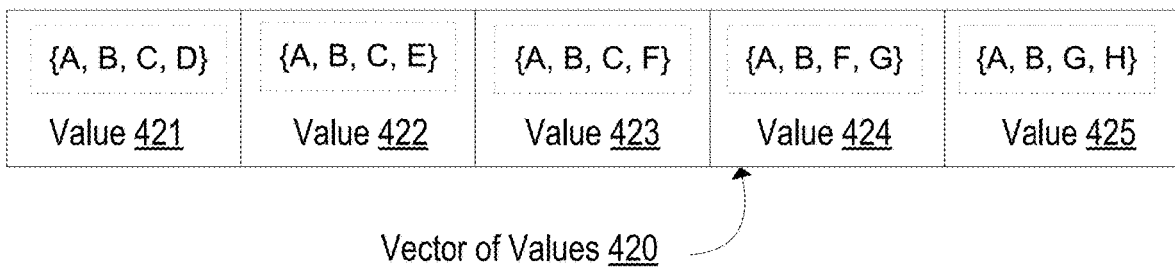 {A, B, C, D} {A, B, C, E} {A, B, C, F} {A, B, F, G} {A, B, G, H}
Value 421 Value 422 Value 423 Value 424 Value 425
Vector of Values 420